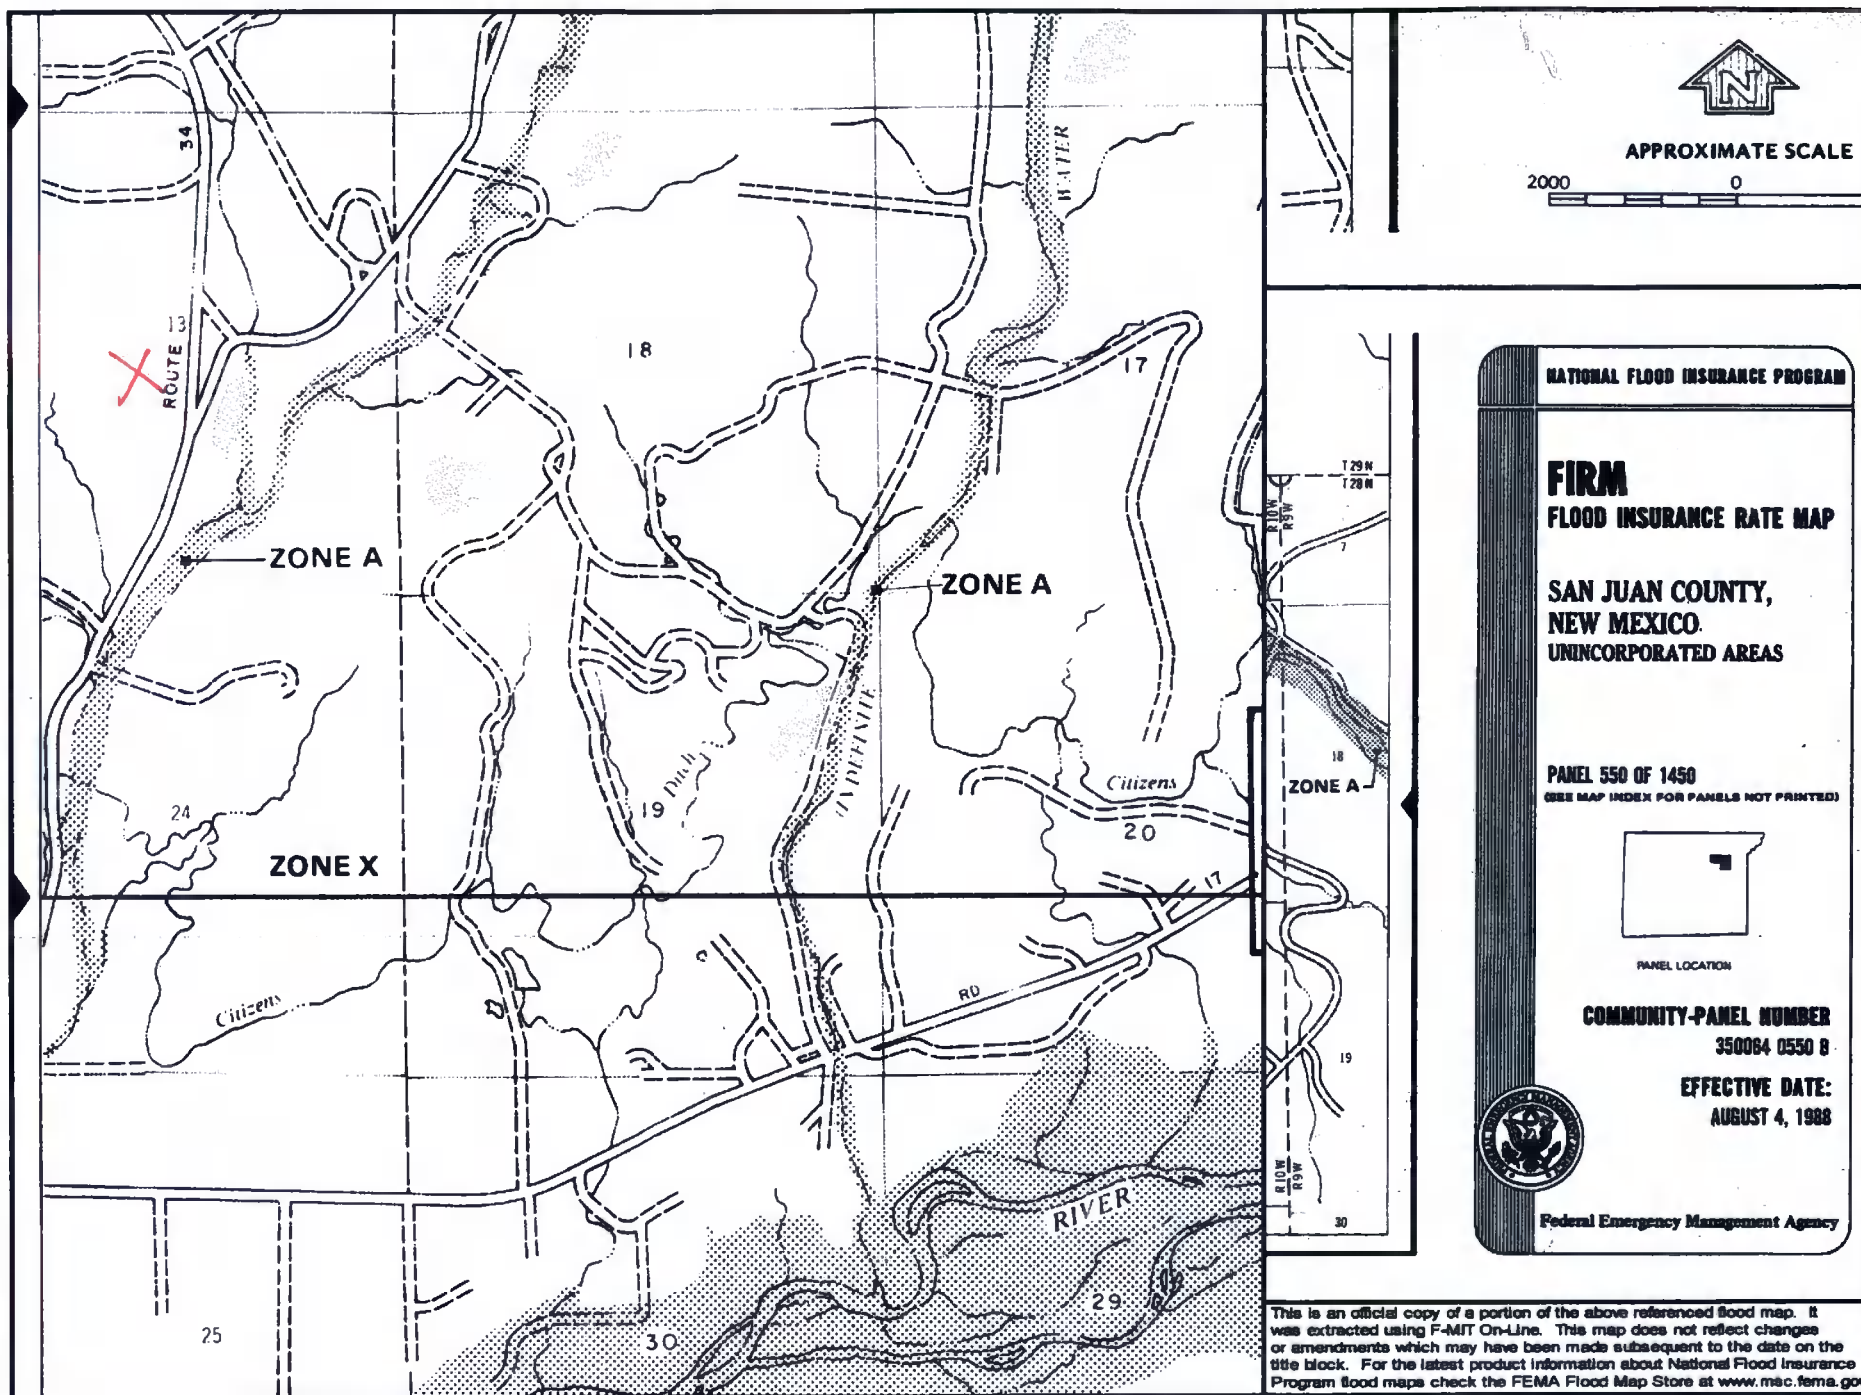 34
WATER
N
APPROXIMATE SCALE
2000 0
13
ROUTE
18
17
NATIONAL FLOOD INSURANCE PROGRAM
FIRM
FLOOD INSURANCE RATE MAP
SAN JUAN COUNTY,
NEW MEXICO
UNINCORPORATED AREAS
PANEL 550 OF 1450
(SEE MAP INDEX FOR PANELS NOT PRINTED)
PANEL LOCATION
COMMUNITY-PANEL NUMBER
350064 0550 B
EFFECTIVE DATE:
AUGUST 4, 1988
Federal Emergency Management Agency
T 29 N
T 28 N
R10W
R9W
7
ZONE A
ZONE A
INDEFINITE
18
ZONE A
Citizens
Ditch
19
20
24
ZONE X
17
RD
Citizens
19
R10W
R9W
RIVER
30
29
25
30
This is an official copy of a portion of the above referenced flood map. It
was extracted using F-MIT On-Line. This map does not reflect changes
or amendments which may have been made subsequent to the date on the
title block. For the latest product information about National Flood Insurance
Program flood maps check the FEMA Flood Map Store at www.msc.fema.gov